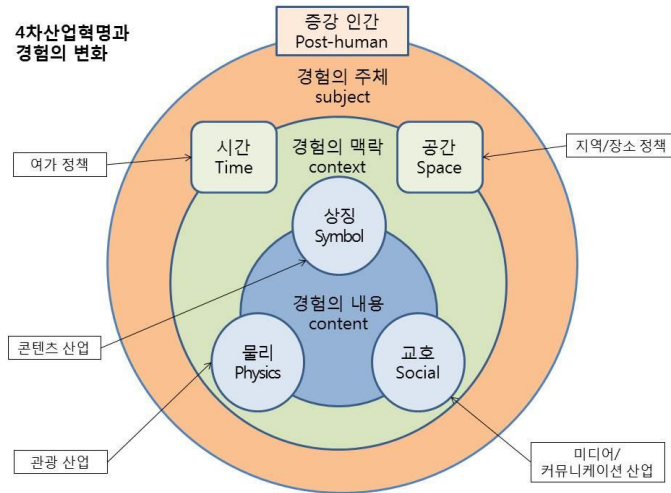 4차산업혁명과
경험의 변화
증강 인간
Post-human
경험의 주체
subject
시간
Time
경험의 맥락
context
공간
Space
여가 정책
지역/장소 정책
상징
Symbol
경험의 내용
content
콘텐츠 산업
물리
Physics
교호
Social
관광 산업
미디어/
커뮤니케이션 산업